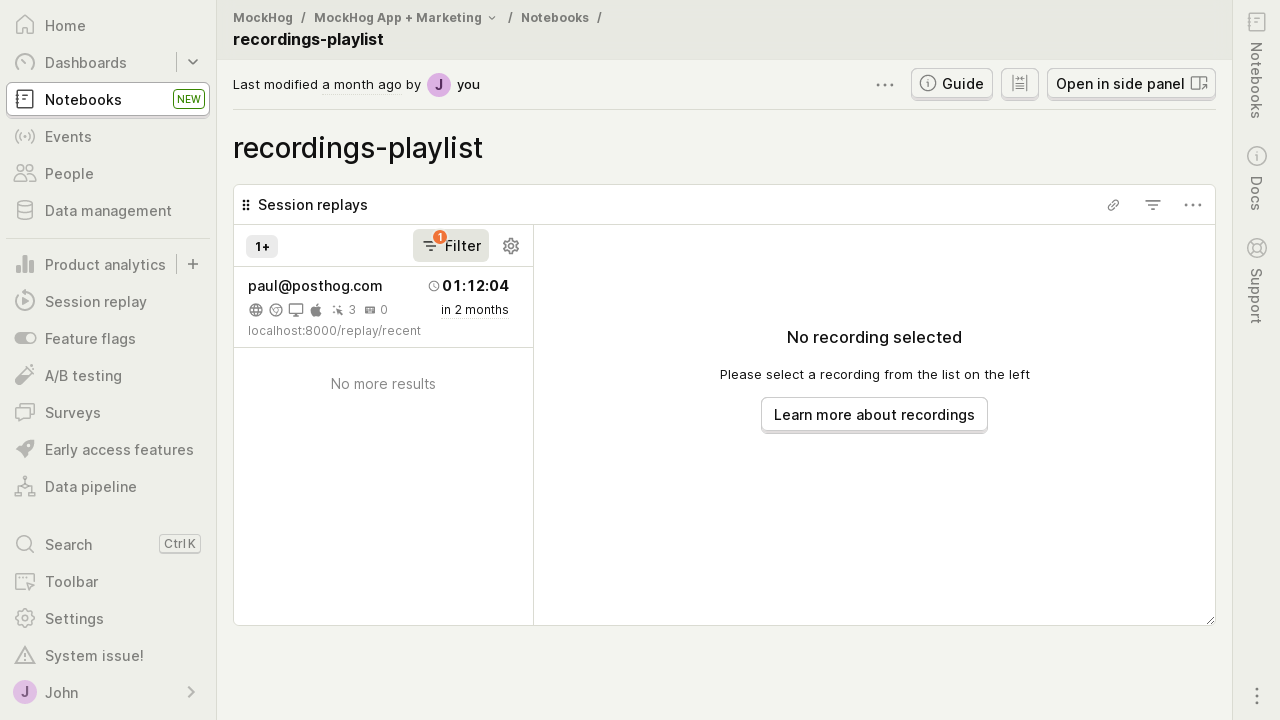 Home
Dashboards
Notebooks NEW
Events
People
Data management
Product analytics
Session replay
Feature flags
A/B testing
Surveys
Early access features
Data pipeline
Search Ctrl K
Toolbar
Settings
System issue!
J John
MockHog / MockHog App + Marketing / Notebooks /
recordings-playlist
Last modified a month ago by J you
Guide
Open in side panel
recordings-playlist
Session replays
1+
1
Filter
paul@posthog.com 01:12:04
3 0 in 2 months
localhost:8000/replay/recent
No more results
No recording selected
Please select a recording from the list on the left
Learn more about recordings
Notebooks
Docs
Support